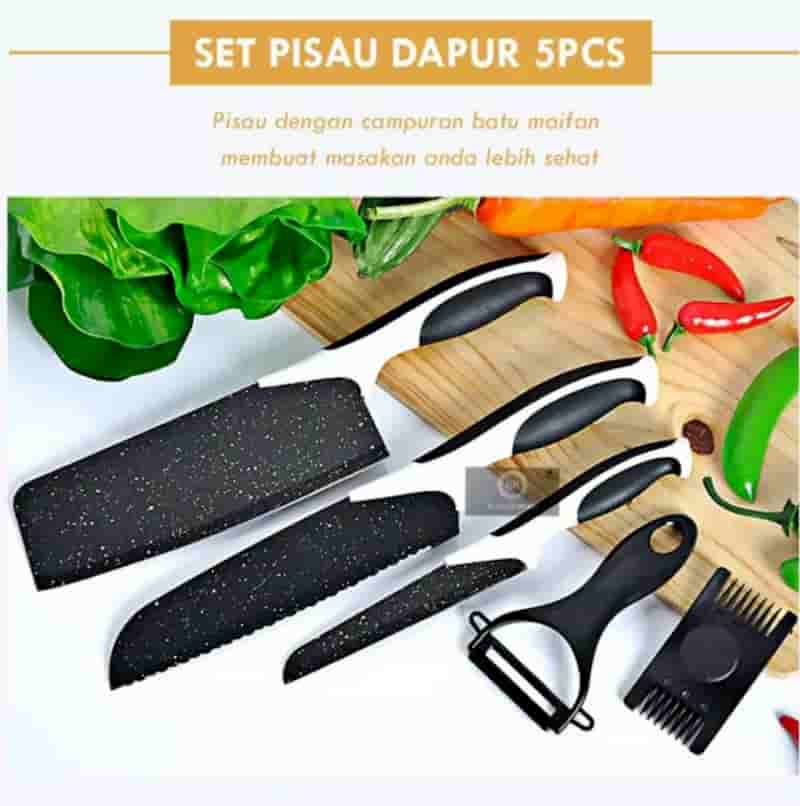 SET PISAU DAPUR 5PCS
Pisau dengan campuran batu maifan
membuat masakan anda lebih sehat